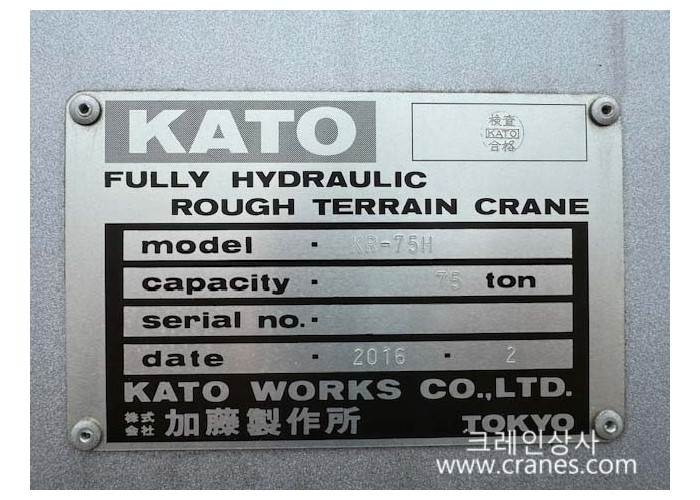 KATO
検査
KATO
合格
FULLY HYDRAULIC
ROUGH TERRAIN CRANE
model · KR-75H
capacity · 75 ton
serial no. ·
date · 2016 · 2
KATO WORKS CO.,LTD.
株式会社 加藤製作所 TOKYO
크레인상사
www.cranes.com